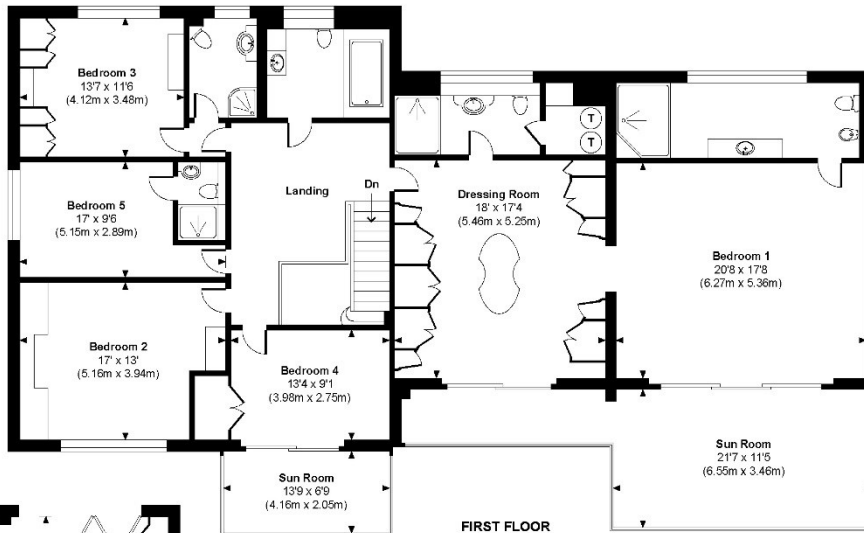 Bedroom 3
13'7 x 11'6
(4.12m x 3.48m)
T
T
Bedroom 5
17' x 9'6
(5.15m x 2.89m)
Landing
Dn
Dressing Room
18' x 17'4
(5.46m x 5.25m)
Bedroom 1
20'8 x 17'8
(6.27m x 5.36m)
Bedroom 2
17' x 13'
(5.16m x 3.94m)
Bedroom 4
13'4 x 9'1
(3.98m x 2.75m)
Sun Room
21'7 x 11'5
(6.55m x 3.46m)
Sun Room
13'9 x 6'9
(4.16m x 2.05m)
FIRST FLOOR